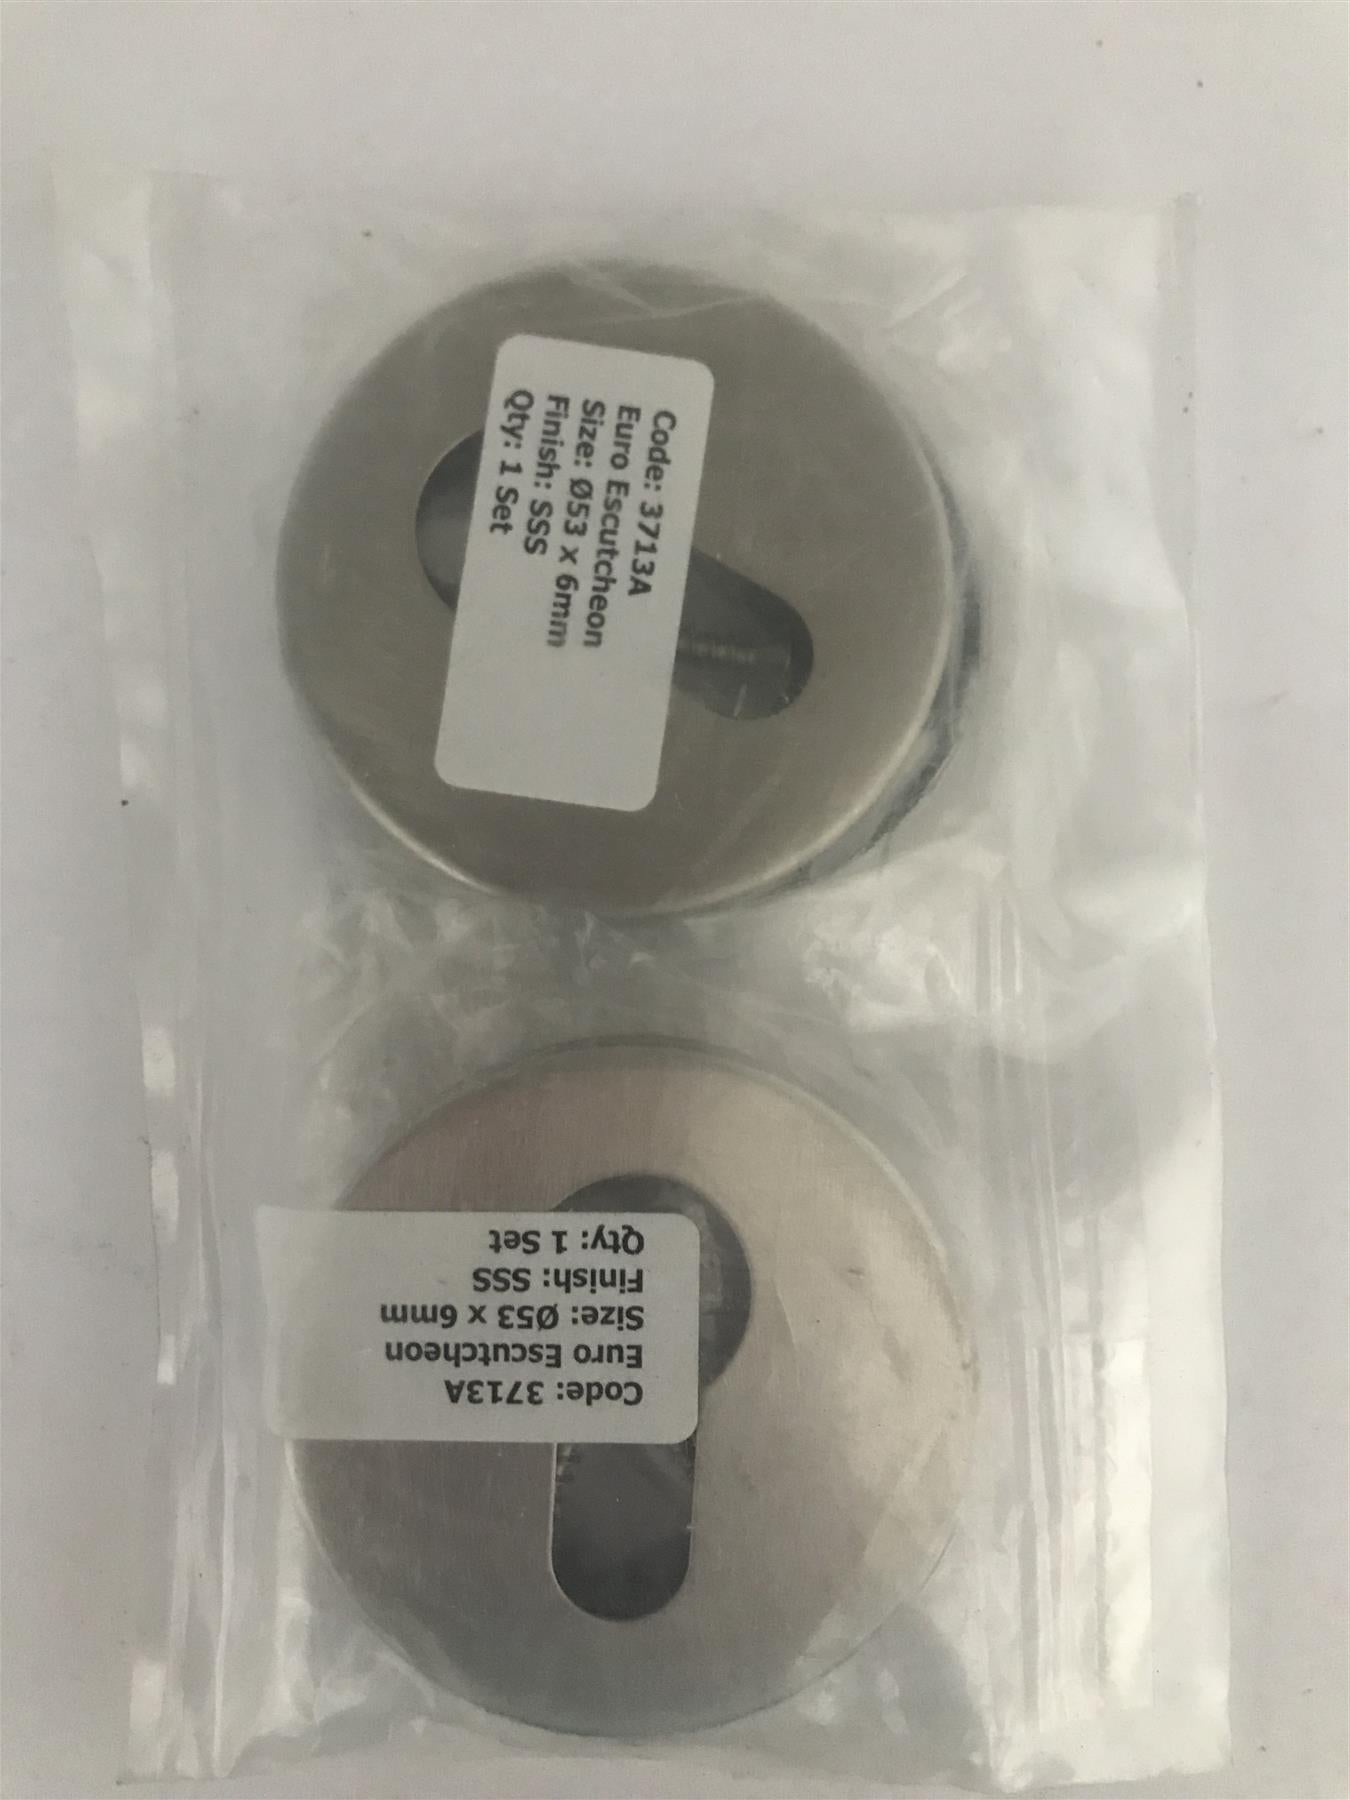 Code: 3713A
Euro Escutcheon
Size: Ø53 x 6mm
Finish: SSS
Qty: 1 Set
Code: 3713A
Euro Escutcheon
Size: Ø53 x 6mm
Finish: SSS
Qty: 1 Set